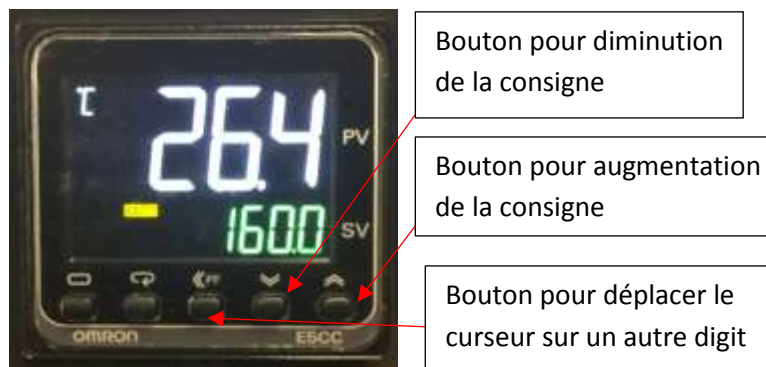 Bouton pour diminution
de la consigne
26.4
PV
Bouton pour augmentation
de la consigne
160.0
SV
PF
Bouton pour déplacer le
curseur sur un autre digit
OMRON
E5CC